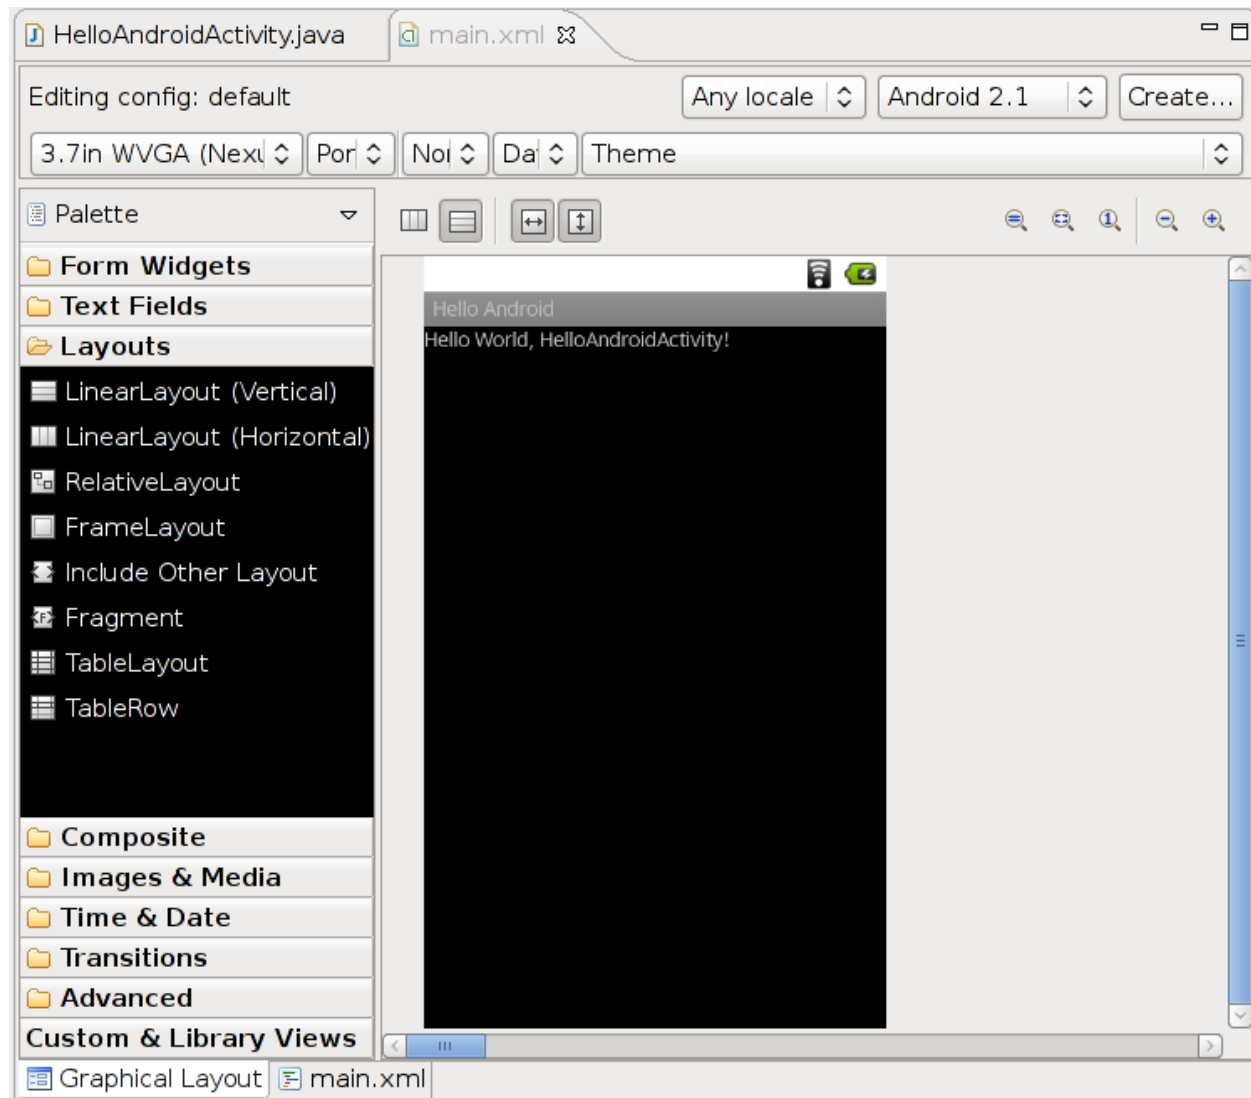 HelloAndroidActivity.java
main.xml
Editing config: default
Any locale
Android 2.1
Create...
3.7in WVGA (Nexu
Por
Noi
Da
Theme
Palette
Form Widgets
Text Fields
Layouts
LinearLayout (Vertical)
LinearLayout (Horizontal)
RelativeLayout
FrameLayout
Include Other Layout
Fragment
TableLayout
TableRow
Composite
Images & Media
Time & Date
Transitions
Advanced
Custom & Library Views
Hello Android
Hello World, HelloAndroidActivity!
Graphical Layout
main.xml